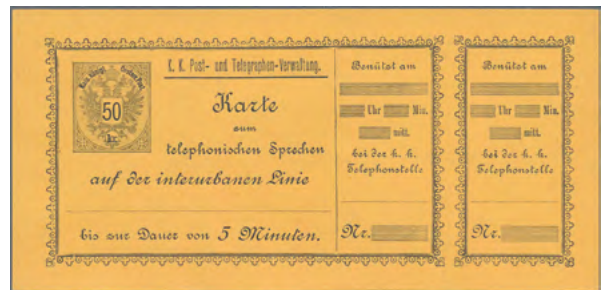 K. K. Post- und Telegraphen-Verwaltung.
50
kr.
Karte
zum
telephonischen Sprechen
auf der interurbanen Linie
bis zur Dauer von 5 Minuten.
Benützt am
Uhr Min.
mitt.
bei der k. k.
Telephonstelle
Nr.
Benützt am
Uhr Min.
mitt.
bei der k. k.
Telephonstelle
Nr.